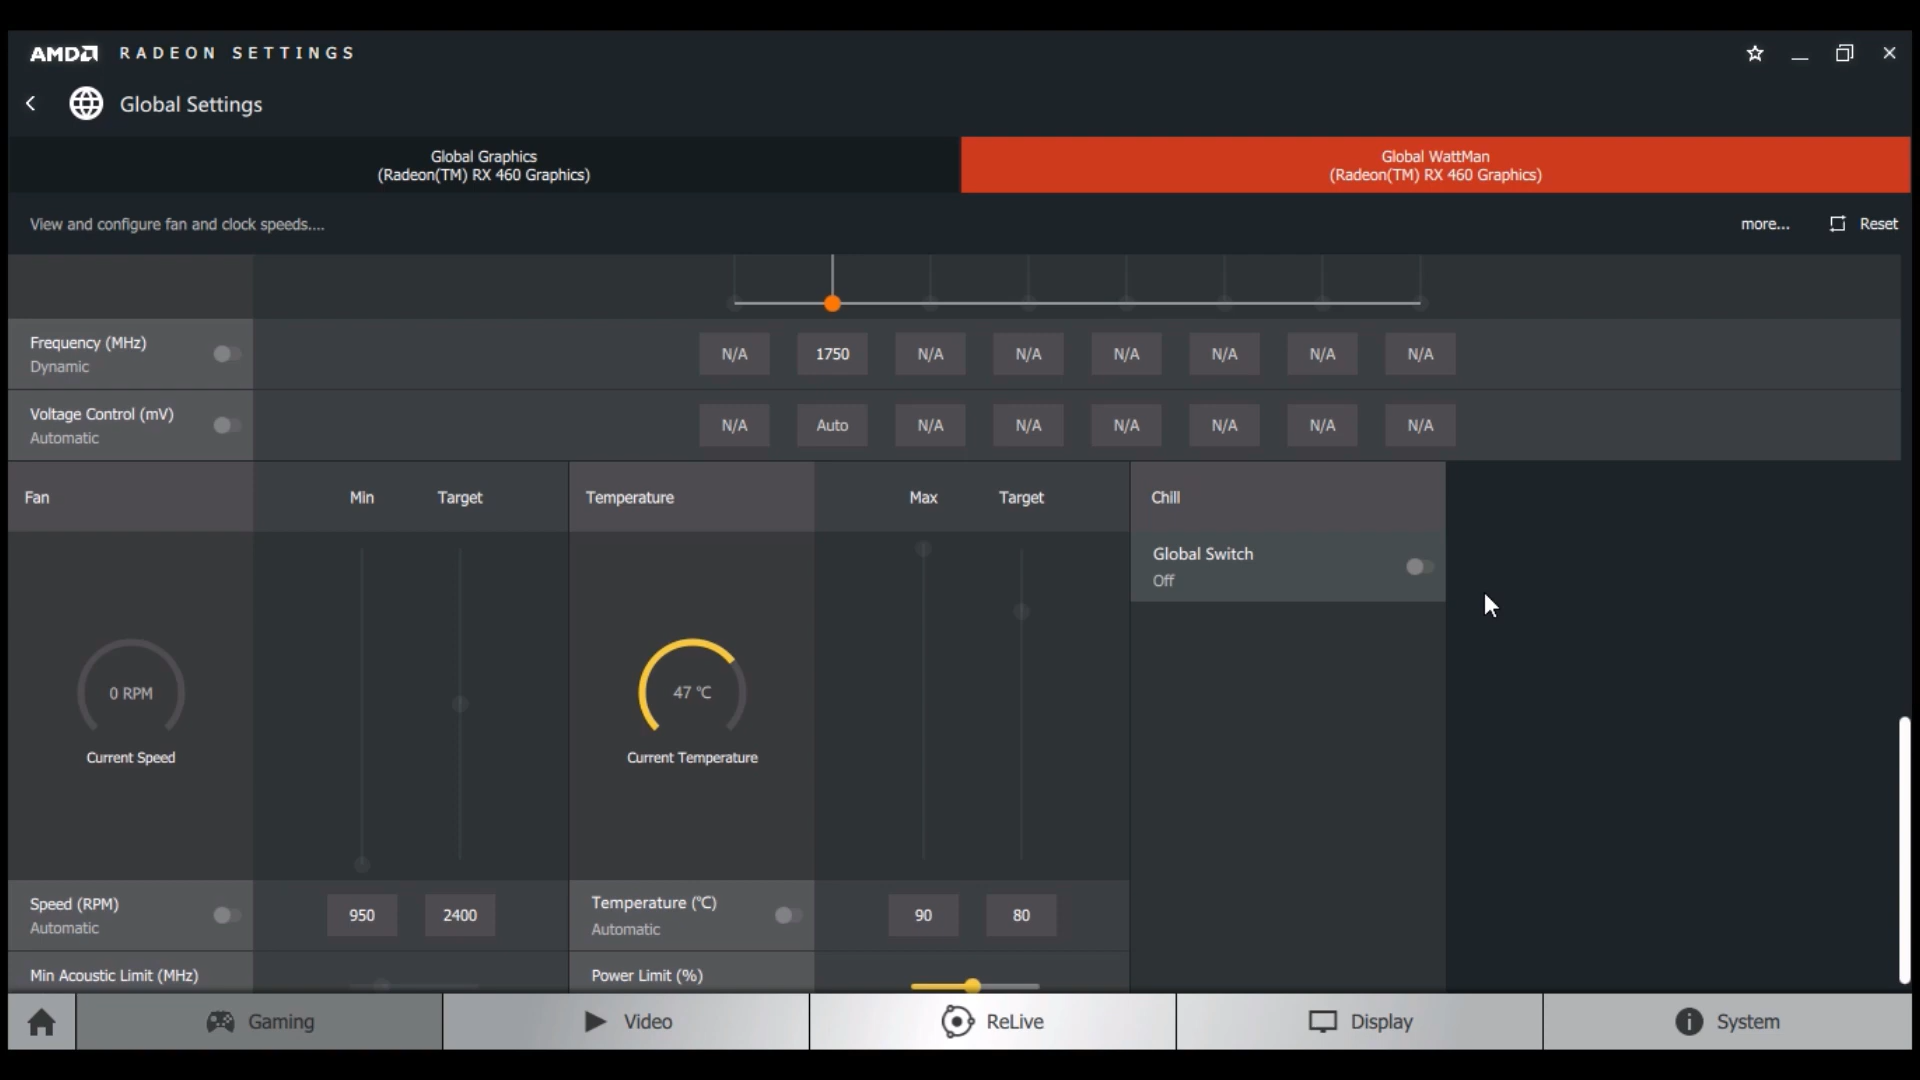 AMD RADEON SETTINGS
Global Settings
Global Graphics
(Radeon(TM) RX 460 Graphics)
Global WattMan
(Radeon(TM) RX 460 Graphics)
View and configure fan and clock speeds....
more...
Reset
Frequency (MHz)
Dynamic
N/A 1750 N/A N/A N/A N/A N/A N/A
Voltage Control (mV)
Automatic
N/A Auto N/A N/A N/A N/A N/A N/A
Fan Min Target
Temperature Max Target
Chill
Global Switch
Off
0 RPM
Current Speed
47 °C
Current Temperature
Speed (RPM)
Automatic
950 2400
Temperature (°C)
Automatic
90 80
Min Acoustic Limit (MHz)
Power Limit (%)
Gaming Video ReLive Display System